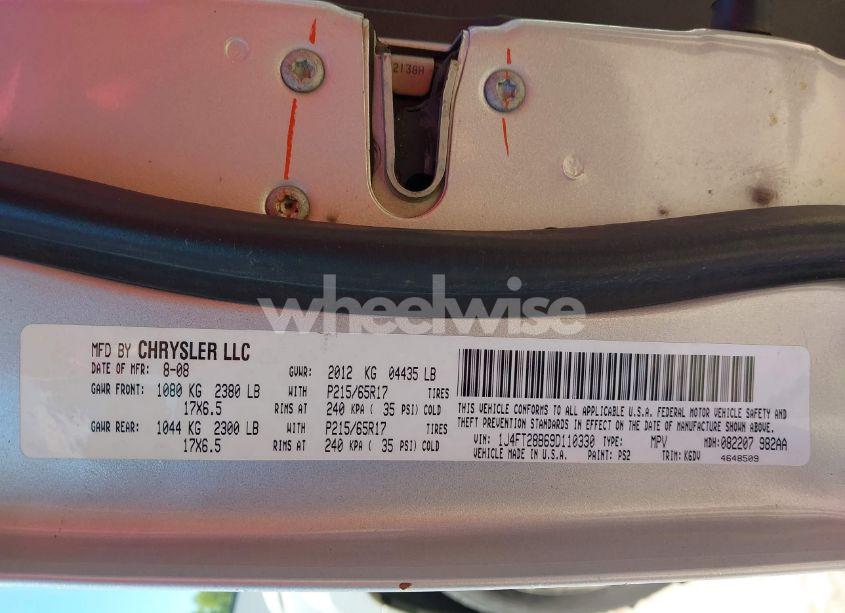 2138H
wheelwise
MFD BY CHRYSLER LLC
DATE OF MFR: 8-08 GVWR: 2012 KG 04435 LB
GAWR FRONT: 1080 KG 2380 LB WITH P215/65R17 TIRES
17X6.5 RIMS AT 240 KPA ( 35 PSI) COLD
GAWR REAR: 1044 KG 2300 LB WITH P215/65R17 TIRES
17X6.5 RIMS AT 240 KPA ( 35 PSI) COLD
THIS VEHICLE CONFORMS TO ALL APPLICABLE U.S.A. FEDERAL MOTOR VEHICLE SAFETY AND
THEFT PREVENTION STANDARDS IN EFFECT ON THE DATE OF MANUFACTURE SHOWN ABOVE.
VIN: 1J4FT28B69D110330 TYPE: MPV MDH: 082207 982AA
VEHICLE MADE IN U.S.A. PAINT: PS2 TRIM: K6DV
4648509